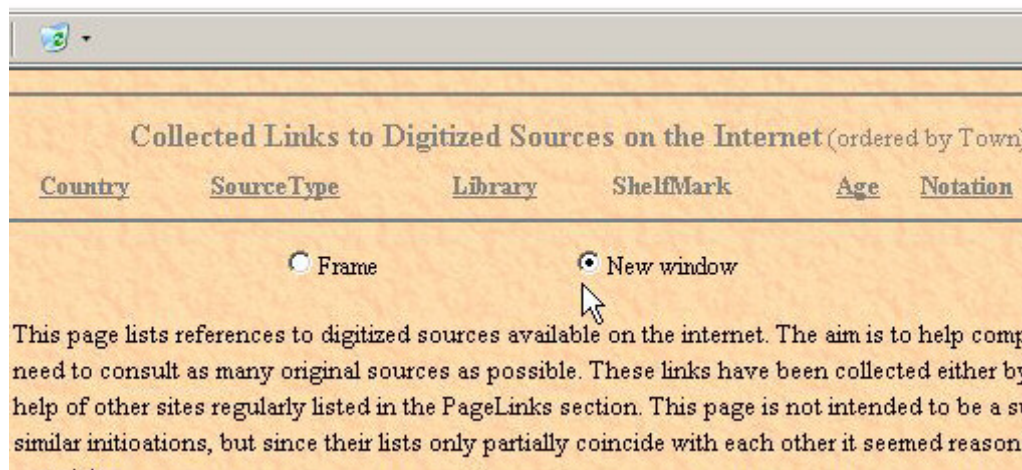 Collected Links to Digitized Sources on the Internet (ordered by Town)
Country SourceType Library ShelfMark Age Notation
Frame New window
This page lists references to digitized sources available on the internet. The aim is to help comp
need to consult as many original sources as possible. These links have been collected either by
help of other sites regularly listed in the PageLinks section. This page is not intended to be a su
similar initioations, but since their lists only partially coincide with each other it seemed reason